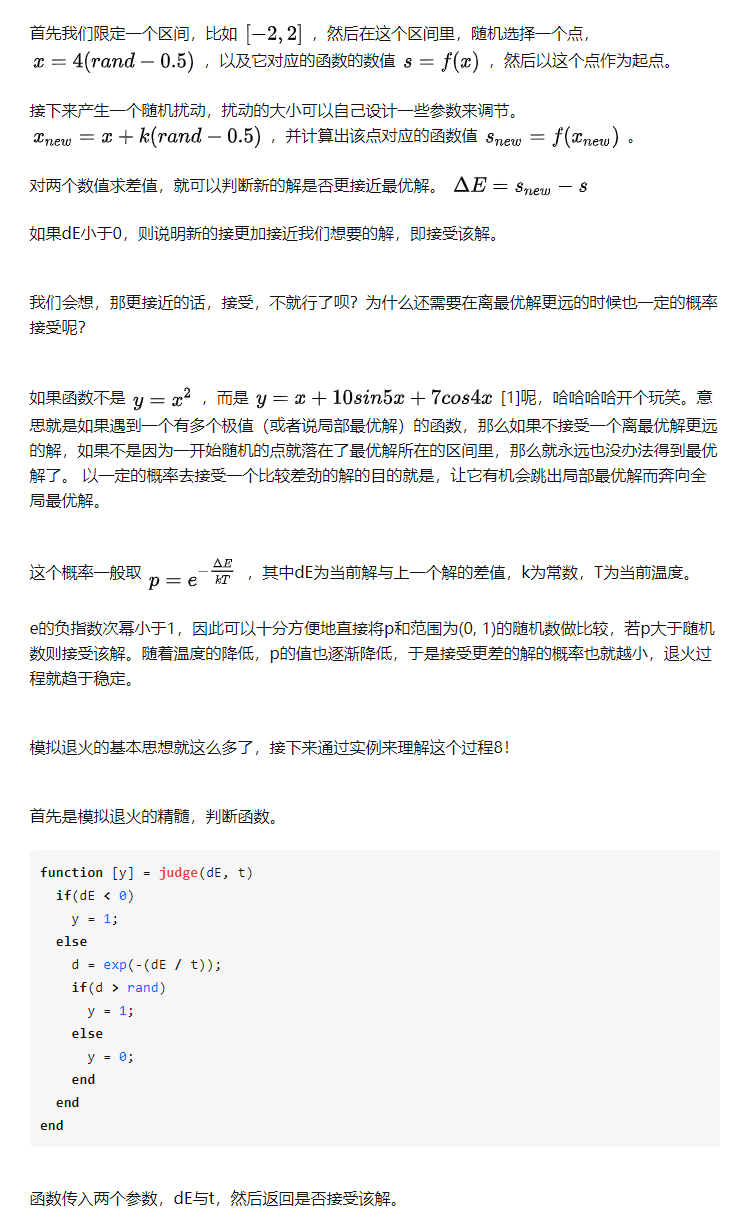 首先我们限定一个区间，比如 [−2,2] ，然后在这个区间里，随机选择一个点，
x = 4(rand − 0.5) ，以及它对应的函数的数值 s = f(x) ，然后以这个点作为起点。
接下来产生一个随机扰动，扰动的大小可以自己设计一些参数来调节。
x_new = x + k(rand − 0.5) ，并计算出该点对应的函数值 s_new = f(x_new) 。
对两个数值求差值，就可以判断新的解是否更接近最优解。 ΔE = s_new − s
如果dE小于0，则说明新的接更加接近我们想要的解，即接受该解。
我们会想，那更接近的话，接受，不就行了呗？为什么还需要在离最优解更远的时候也一定的概率
接受呢？
如果函数不是 y = x^2 ，而是 y = x + 10sin5x + 7cos4x [1]呢，哈哈哈哈开个玩笑。意
思就是如果遇到一个有多个极值（或者说局部最优解）的函数，那么如果不接受一个离最优解更远
的解，如果不是因为一开始随机的点就落在了最优解所在的区间里，那么就永远也没办法得到最优
解了。 以一定的概率去接受一个比较差劲的解的目的就是，让它有机会跳出局部最优解而奔向全
局最优解。
这个概率一般取 p = e^{−ΔE/kT} ，其中dE为当前解与上一个解的差值，k为常数，T为当前温度。
e的负指数次幂小于1，因此可以十分方便地直接将p和范围为(0, 1)的随机数做比较，若p大于随机
数则接受该解。随着温度的降低，p的值也逐渐降低，于是接受更差的解的概率也就越小，退火过
程就趋于稳定。
模拟退火的基本思想就这么多了，接下来通过实例来理解这个过程8！
首先是模拟退火的精髓，判断函数。
function [y] = judge(dE, t)
  if(dE < 0)
    y = 1;
  else
    d = exp(-(dE / t));
    if(d > rand)
      y = 1;
    else
      y = 0;
    end
  end
end
函数传入两个参数，dE与t，然后返回是否接受该解。